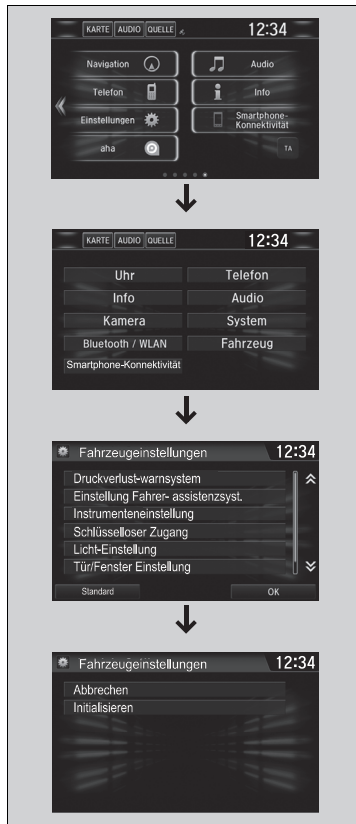 KARTE AUDIO QUELLE 12:34
Navigation Audio
Telefon Info
Einstellungen Smartphone-
Konnektivität
aha TA
KARTE AUDIO QUELLE 12:34
Uhr Telefon
Info Audio
Kamera System
Bluetooth / WLAN Fahrzeug
Smartphone-Konnektivität
Fahrzeugeinstellungen 12:34
Druckverlust-warnsystem
Einstellung Fahrer- assistenzsyst.
Instrumenteneinstellung
Schlüsselloser Zugang
Licht-Einstellung
Tür/Fenster Einstellung
Standard OK
Fahrzeugeinstellungen 12:34
Abbrechen
Initialisieren